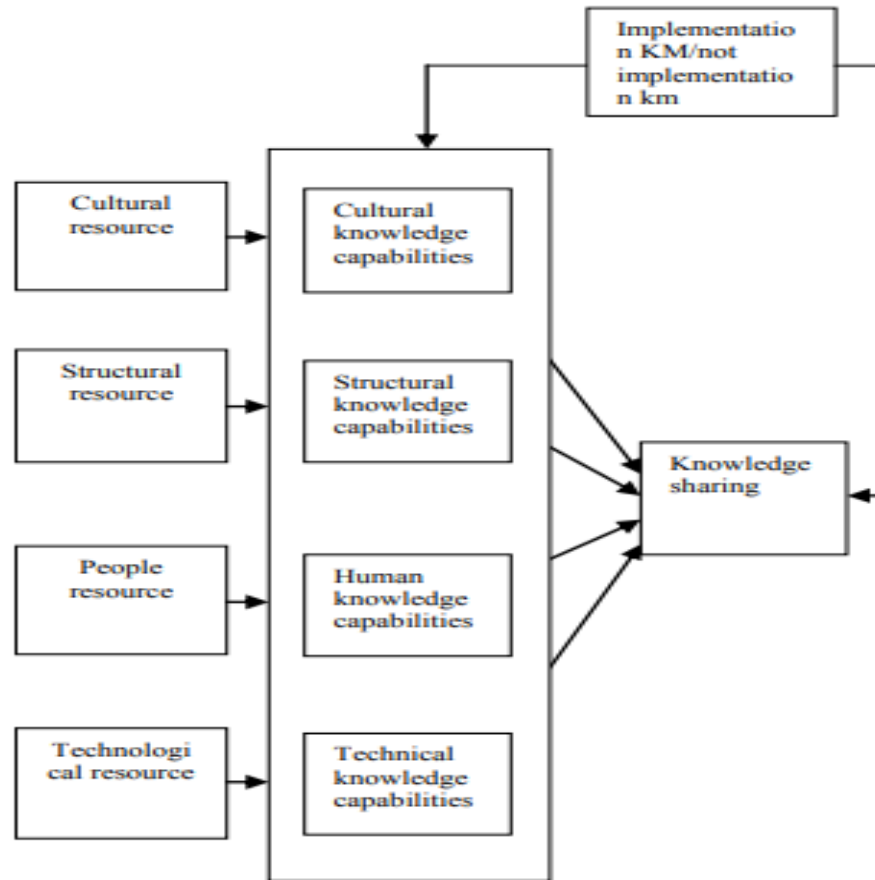 Implementatio
n KM/not
implementatio
n km
Cultural
resource
Cultural
knowledge
capabilities
Structural
resource
Structural
knowledge
capabilities
Knowledge
sharing
People
resource
Human
knowledge
capabilities
Technologi
cal resource
Technical
knowledge
capabilities